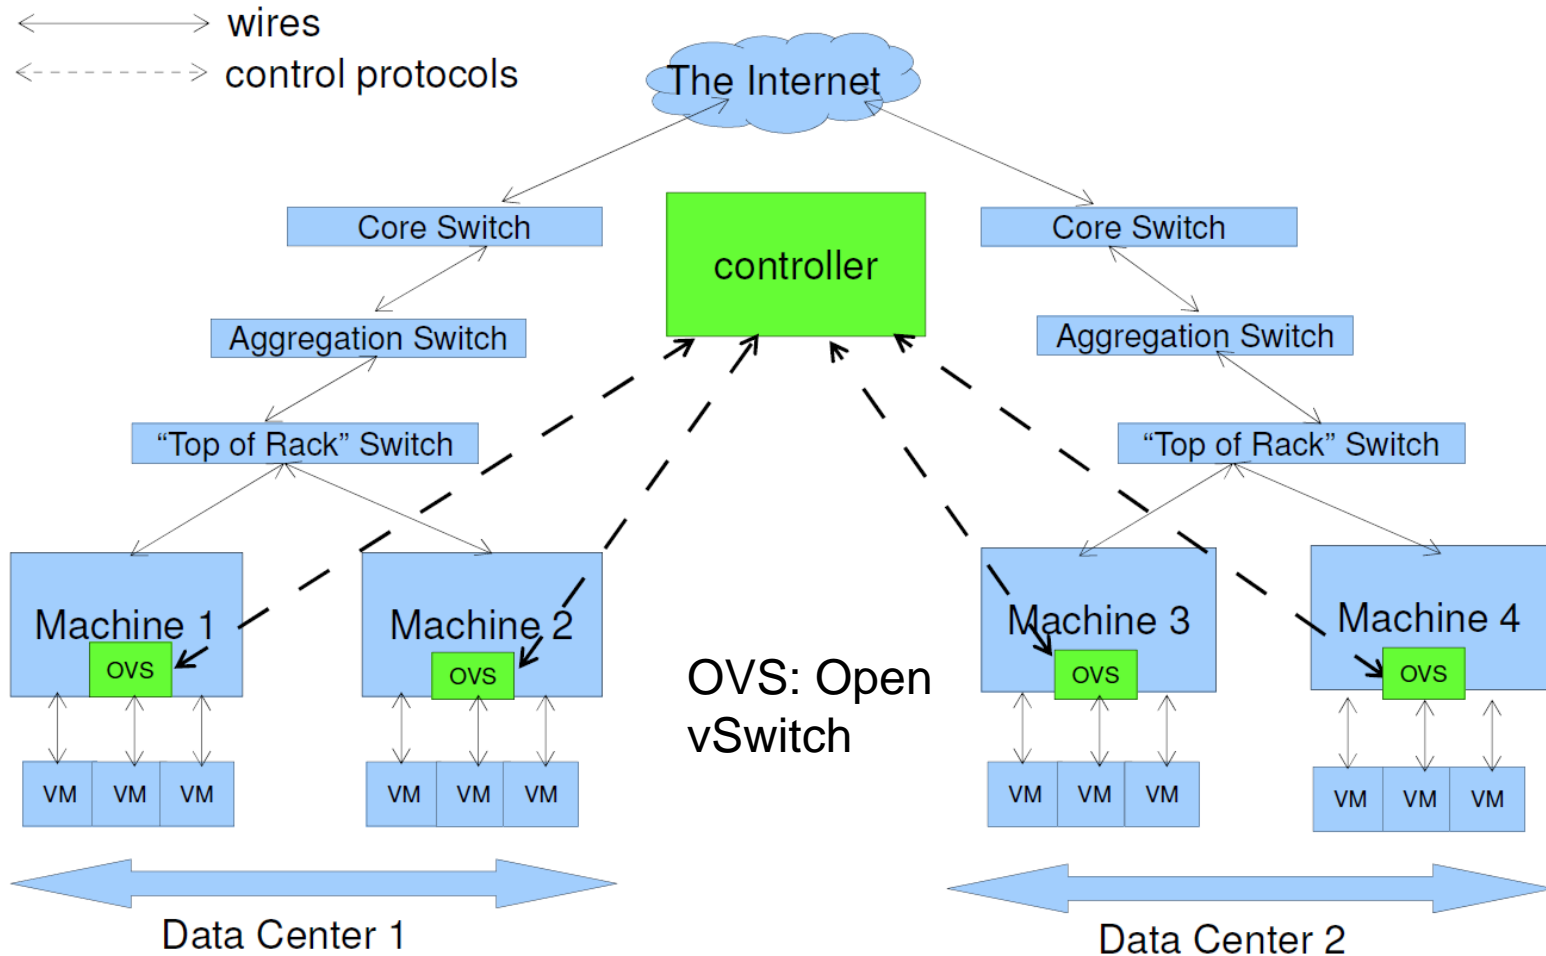 wires
control protocols
The Internet
Core Switch
controller
Core Switch
Aggregation Switch
Aggregation Switch
“Top of Rack” Switch
“Top of Rack” Switch
Machine 1
OVS
Machine 2
OVS
Machine 3
OVS
Machine 4
OVS
OVS: Open
vSwitch
VM VM VM
VM VM VM
VM VM VM
VM VM VM
Data Center 1
Data Center 2